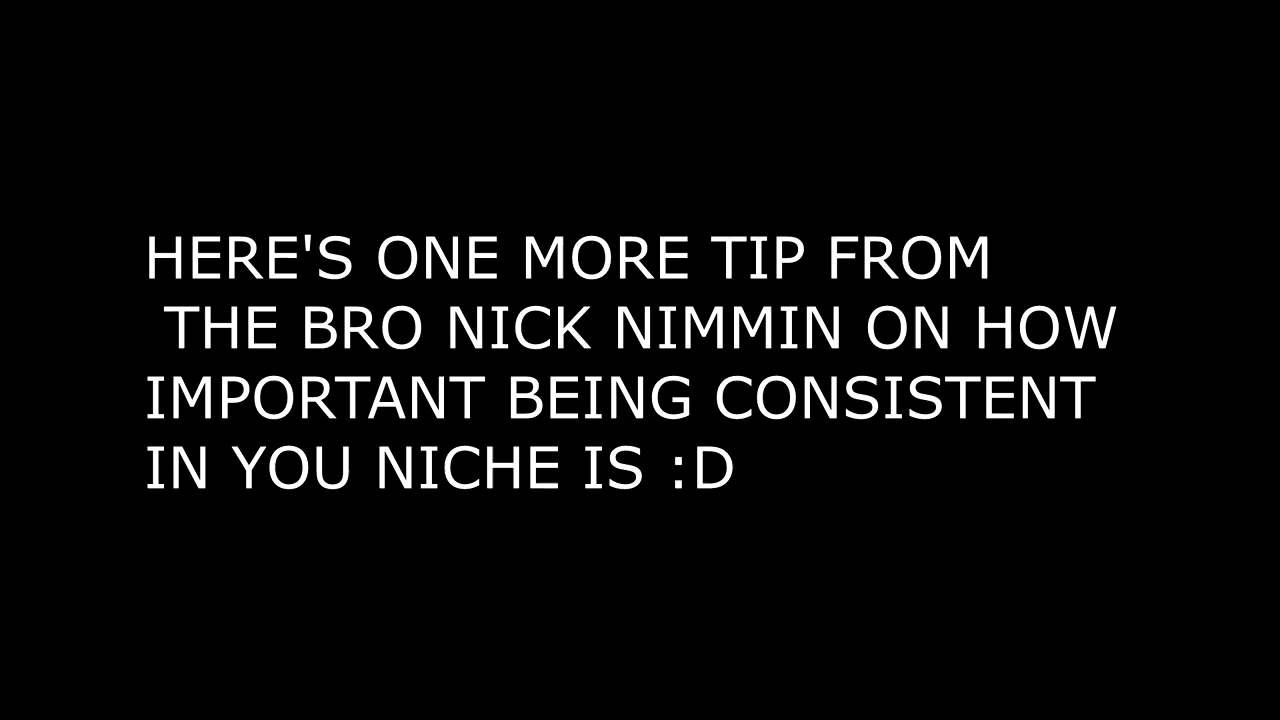 HERE'S ONE MORE TIP FROM
THE BRO NICK NIMMIN ON HOW
IMPORTANT BEING CONSISTENT
IN YOU NICHE IS :D